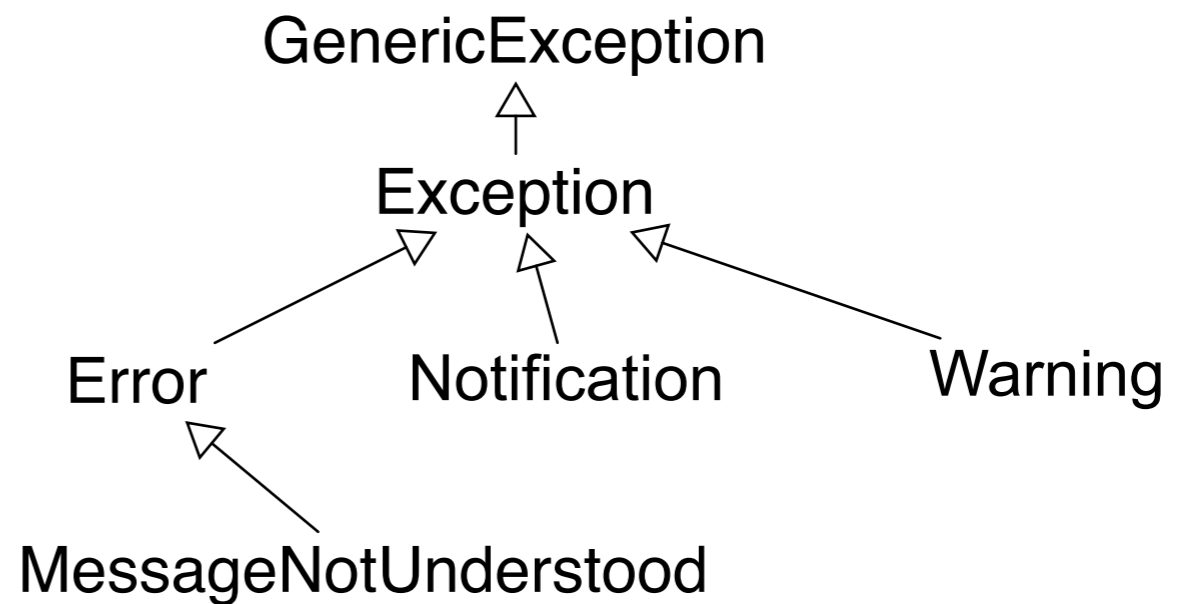 GenericException
Exception
Error Notification Warning
MessageNotUnderstood